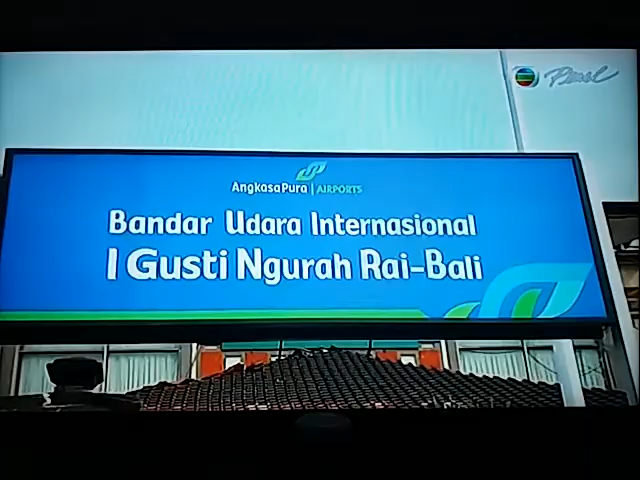 Pearl
AngkasaPura | AIRPORTS
Bandar Udara Internasional
I Gusti Ngurah Rai-Bali